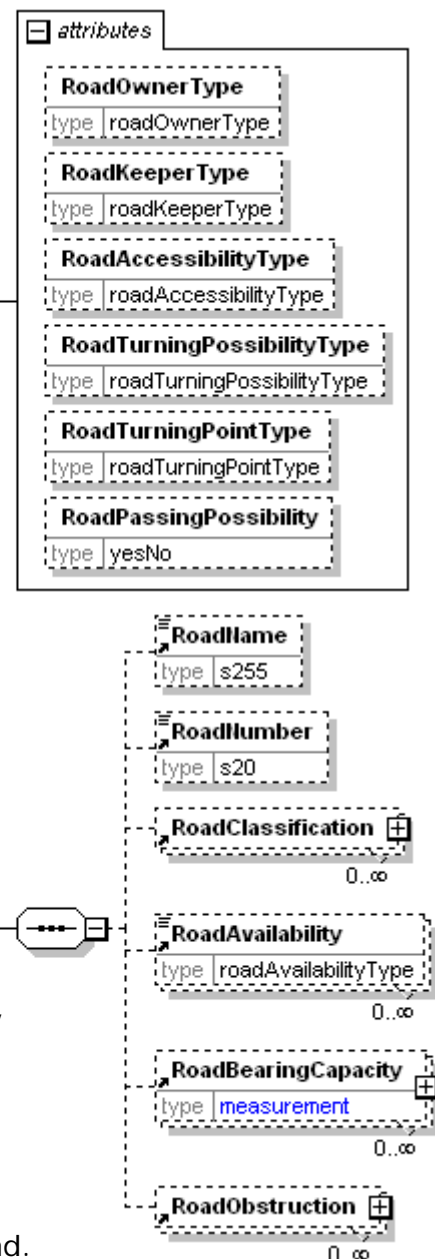 attributes
RoadOwnerType
type roadOwnerType
RoadKeeperType
type roadKeeperType
RoadAccessibilityType
type roadAccessibilityType
RoadTurningPossibilityType
type roadTurningPossibilityType
RoadTurningPointType
type roadTurningPointType
RoadPassingPossibility
type yesNo
RoadName
type s255
RoadNumber
type s20
RoadClassification
0..∞
RoadAvailability
type roadAvailabilityType
0..∞
RoadBearingCapacity
type measurement
0..∞
RoadObstruction
0..∞